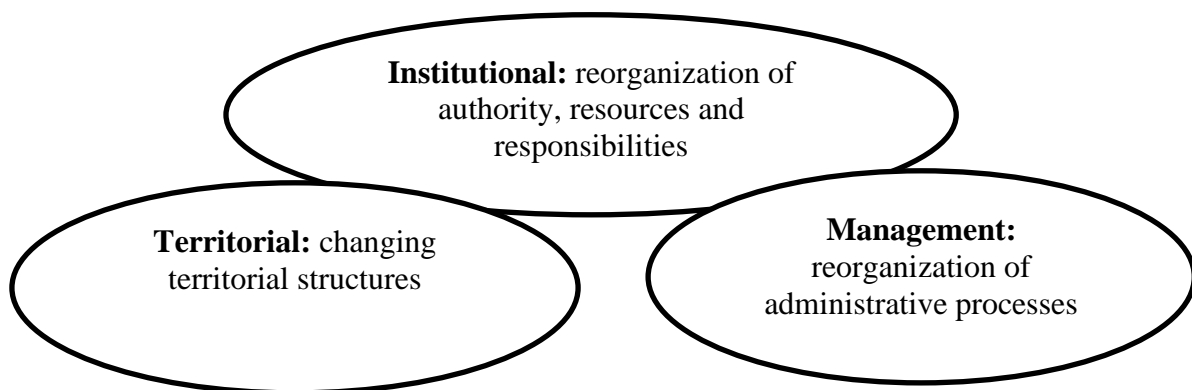 Institutional: reorganization of
authority, resources and
responsibilities
Territorial: changing
territorial structures
Management:
reorganization of
administrative processes